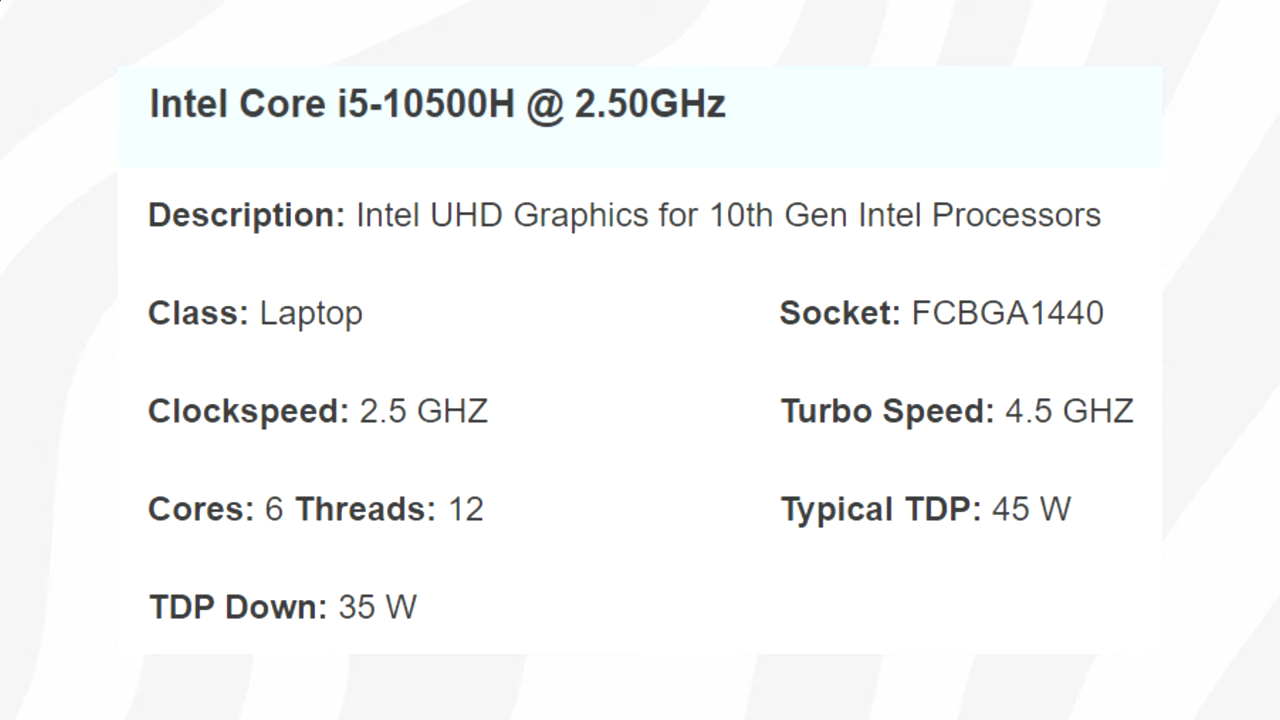 Intel Core i5-10500H @ 2.50GHz
Description: Intel UHD Graphics for 10th Gen Intel Processors
Class: Laptop
Socket: FCBGA1440
Clockspeed: 2.5 GHZ
Turbo Speed: 4.5 GHZ
Cores: 6 Threads: 12
Typical TDP: 45 W
TDP Down: 35 W